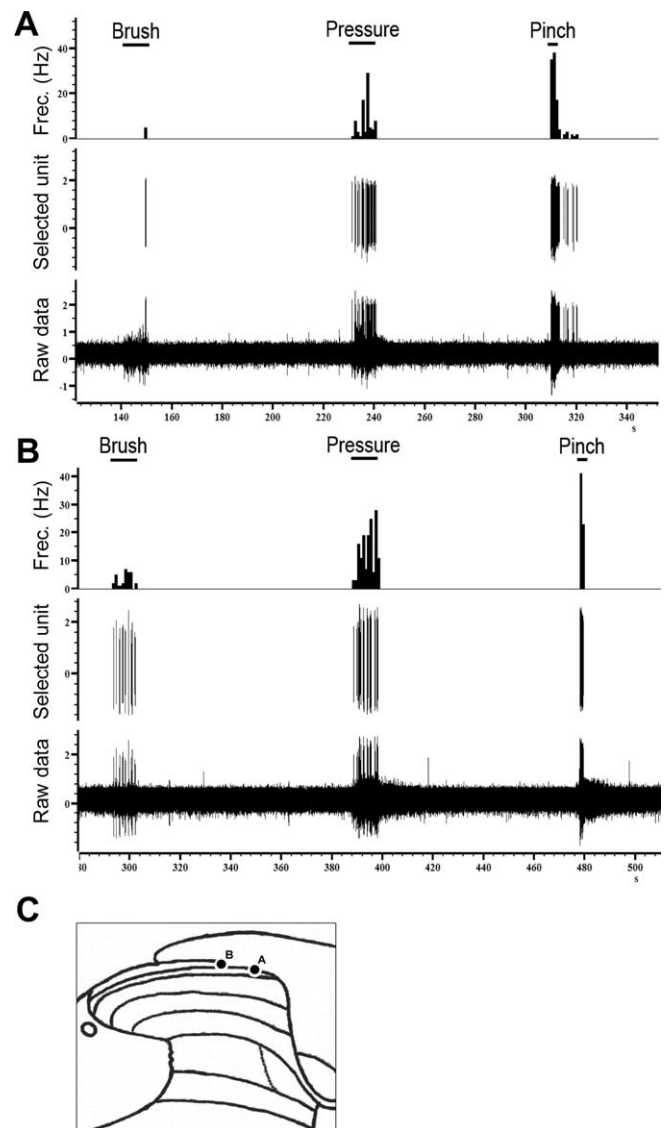 A
Brush Pressure Pinch
Frec. (Hz)
40
20
0
Selected unit
2
0
Raw data
2
1
0
-1
140 160 180 200 220 240 260 280 300 320 340
s
B
Brush Pressure Pinch
Frec. (Hz)
40
30
20
10
0
Selected unit
2
0
Raw data
2
0
80 300 320 340 360 380 400 420 440 460 480 500
s
C
B A